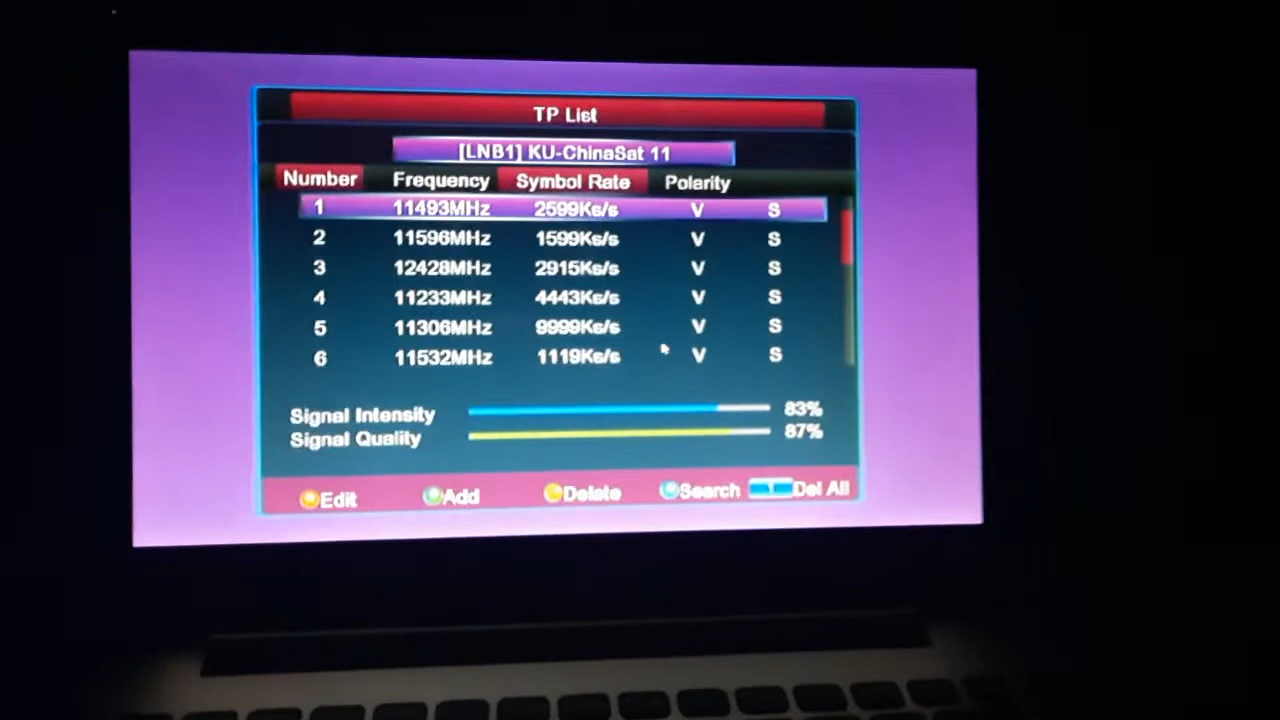 TP List
[LNB1] KU-ChinaSat 11
Number Frequency Symbol Rate Polarity
1 11493MHz 2599Ks/s V S
2 11596MHz 1599Ks/s V S
3 12428MHz 2915Ks/s V S
4 11233MHz 4443Ks/s V S
5 11306MHz 9999Ks/s V S
6 11532MHz 1119Ks/s V S
Signal Intensity 83%
Signal Quality 87%
Edit Add Delete Search Del All